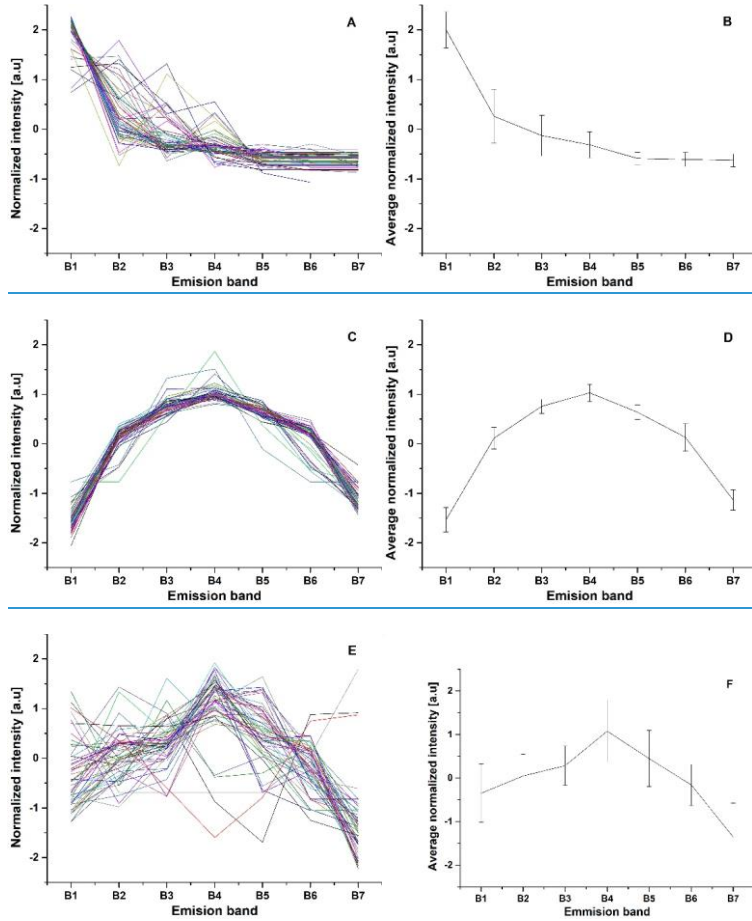 A
Normalized intensity [a.u]
2
1
0
-1
-2
B1 B2 B3 B4 B5 B6 B7
Emision band
B
Average normalized intensity [a.u]
2
1
0
-1
-2
B1 B2 B3 B4 B5 B6 B7
Emission band
C
Normalized intensity [a.u]
2
1
0
-1
-2
B1 B2 B3 B4 B5 B6 B7
Emission band
D
Average normalized intensity [a.u]
2
1
0
-1
-2
B1 B2 B3 B4 B5 B6 B7
Emission band
E
Normalized intensity [a.u]
2
1
0
-1
-2
B1 B2 B3 B4 B5 B6 B7
Emision band
F
Average normalized intensity [a.u]
2
1
0
-1
-2
B1 B2 B3 B4 B5 B6 B7
Emmision band